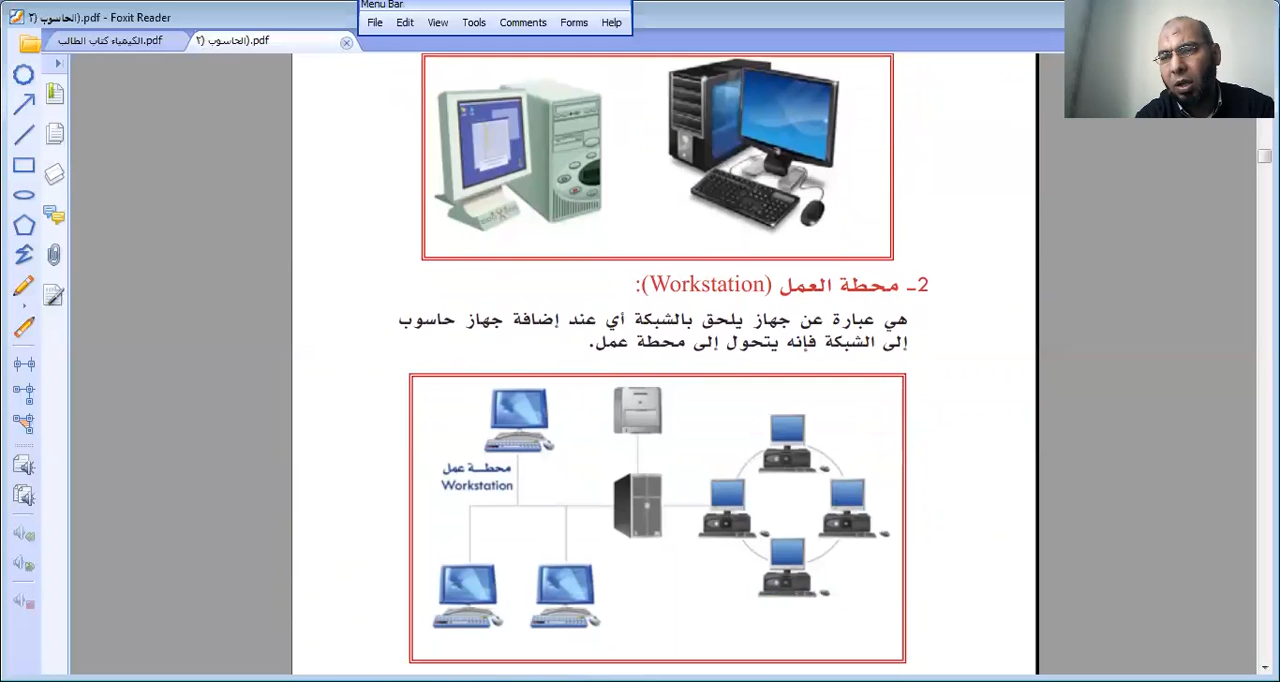 الحاسوب (٢).pdf - Foxit Reader
Menu Bar
File Edit View Tools Comments Forms Help
الكيمياء كتاب الطالب.pdf
الحاسوب (٢).pdf
2- محطة العمل (Workstation):
هي عبارة عن جهاز يلحق بالشبكة أي عند إضافة جهاز حاسوب
إلى الشبكة فإنه يتحول إلى محطة عمل.
محطة عمل
Workstation